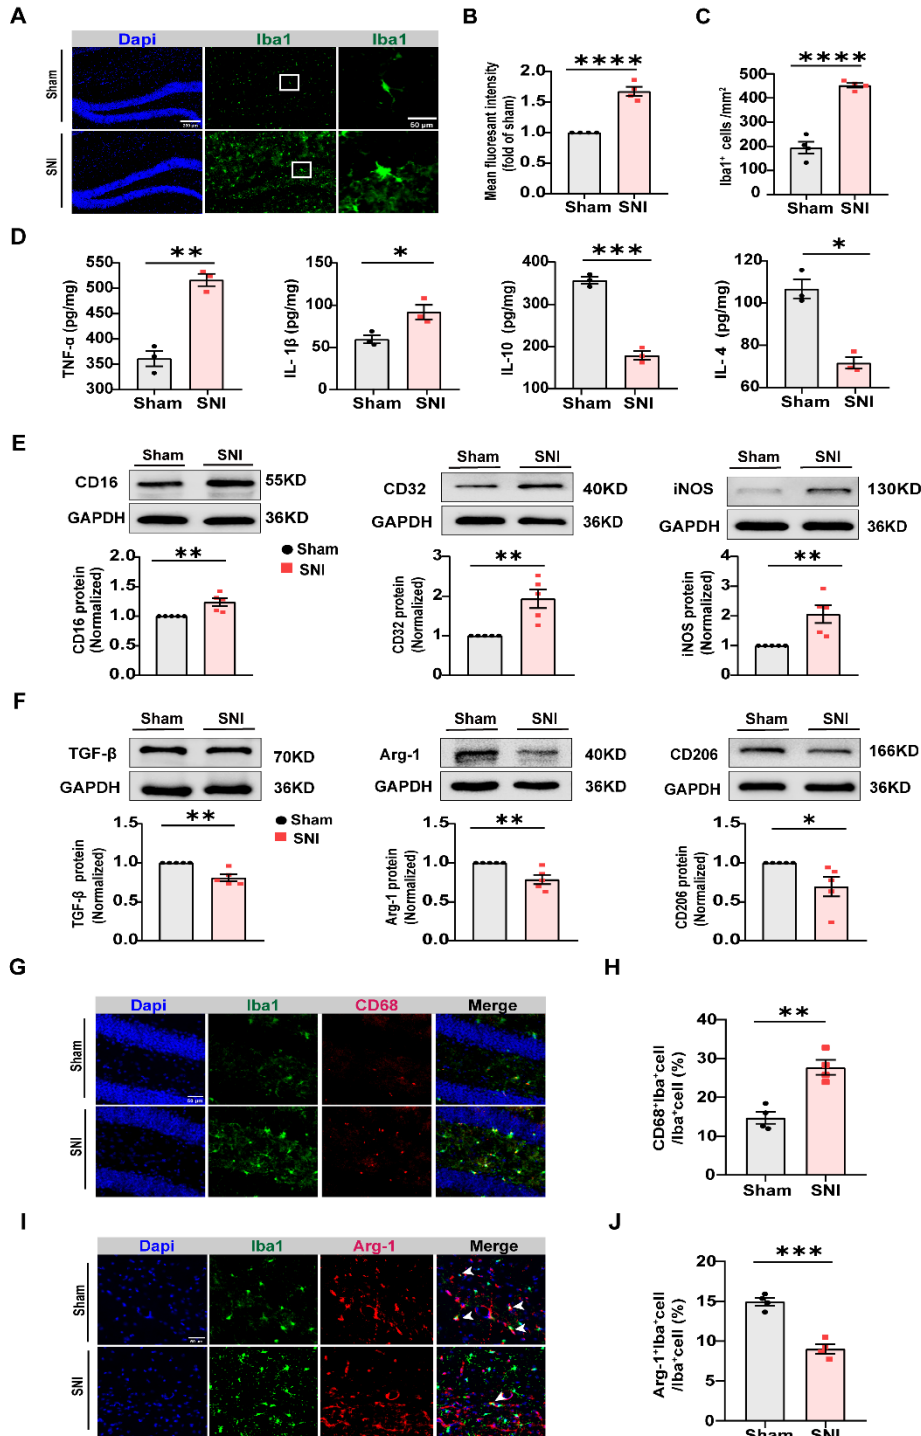 A
Dapi Iba1 Iba1
Sham
SNI
50 μm
B
****
Mean fluoresant intensity
(fold of sham)
2.0
1.5
1.0
0.5
0.0
Sham SNI
C
****
Iba1⁺ cells /mm²
450
400
300
200
100
0
Sham SNI
D
**
TNF-α (pg/mg)
550
500
450
400
350
300
Sham SNI
*
IL- 1β (pg/mg)
150
100
50
0
Sham SNI
***
IL-10 (pg/mg)
400
300
200
100
Sham SNI
*
IL- 4 (pg/mg)
120
100
80
60
Sham SNI
E
Sham SNI
CD16 55KD
GAPDH 36KD
**
CD16 protein
(Normalized)
2.0
1.5
1.0
0.5
0.0
Sham
SNI
Sham SNI
CD32 40KD
GAPDH 36KD
**
CD32 protein
(Normalized)
3
2
1
0
Sham SNI
iNOS 130KD
GAPDH 36KD
**
iNOS protein
(Normalized)
4
3
2
1
0
F
Sham SNI
TGF-β 70KD
GAPDH 36KD
**
TGF-β protein
(Normalized)
1.5
1.0
0.5
0.0
Sham
SNI
Sham SNI
Arg-1 40KD
GAPDH 36KD
**
Arg-1 protein
(Normalized)
1.5
1.0
0.5
0.0
Sham SNI
CD206 166KD
GAPDH 36KD
*
CD206 protein
(Normalized)
1.5
1.0
0.5
0.0
G
Dapi Iba1 CD68 Merge
Sham
SNI
H
**
CD68⁺Iba⁺cell
/Iba⁺cell (%)
40
30
20
10
0
Sham SNI
I
Dapi Iba1 Arg-1 Merge
Sham
SNI
J
***
Arg-1⁺Iba⁺cell
/Iba⁺cell (%)
20
15
10
5
0
Sham SNI